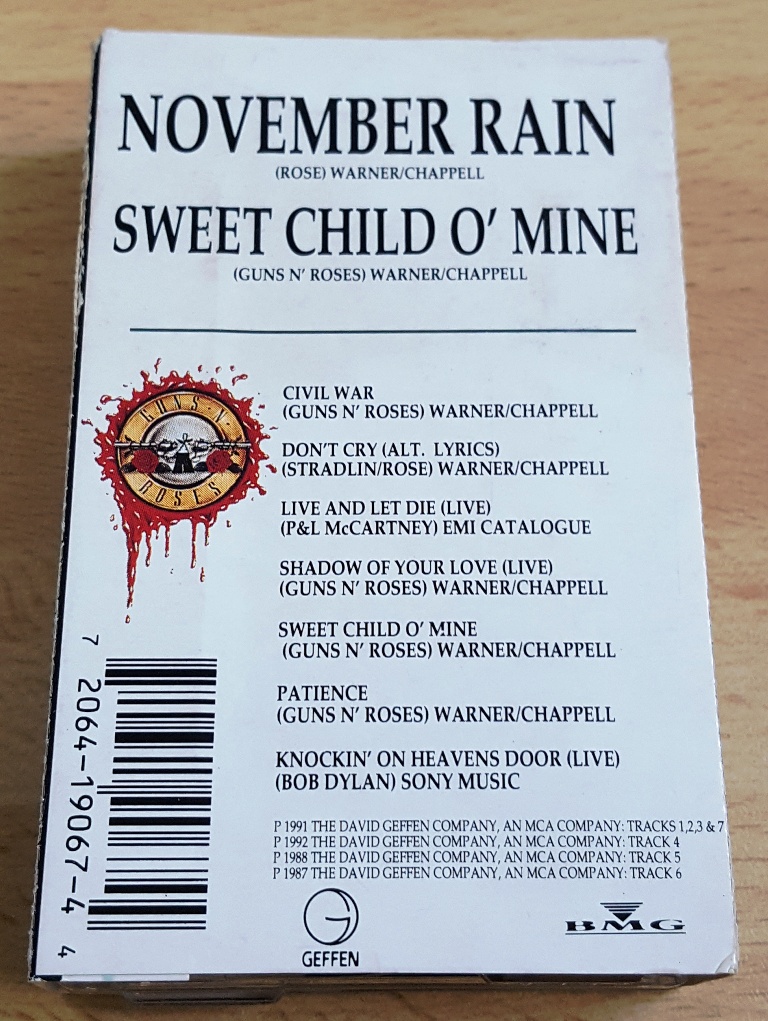 NOVEMBER RAIN
(ROSE) WARNER/CHAPPELL
SWEET CHILD O' MINE
(GUNS N' ROSES) WARNER/CHAPPELL
GUNS N'
ROSES
CIVIL WAR
(GUNS N' ROSES) WARNER/CHAPPELL
DON'T CRY (ALT. LYRICS)
(STRADLIN/ROSE) WARNER/CHAPPELL
LIVE AND LET DIE (LIVE)
(P&L McCARTNEY) EMI CATALOGUE
SHADOW OF YOUR LOVE (LIVE)
(GUNS N' ROSES) WARNER/CHAPPELL
SWEET CHILD O' MINE
(GUNS N' ROSES) WARNER/CHAPPELL
PATIENCE
(GUNS N' ROSES) WARNER/CHAPPELL
KNOCKIN' ON HEAVENS DOOR (LIVE)
(BOB DYLAN) SONY MUSIC
P 1991 THE DAVID GEFFEN COMPANY, AN MCA COMPANY: TRACKS 1,2,3 & 7
P 1992 THE DAVID GEFFEN COMPANY, AN MCA COMPANY: TRACK 4
P 1988 THE DAVID GEFFEN COMPANY, AN MCA COMPANY: TRACK 5
P 1987 THE DAVID GEFFEN COMPANY, AN MCA COMPANY: TRACK 6
7 2064-19067-4 4
GEFFEN
BMG